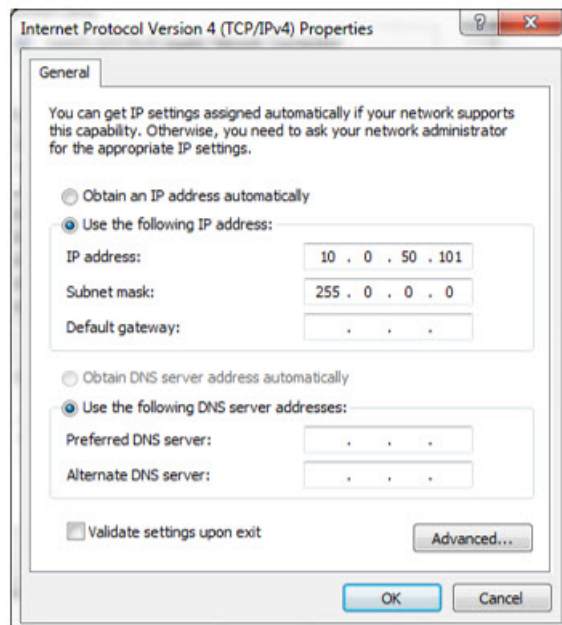 Internet Protocol Version 4 (TCP/IPv4) Properties
General
You can get IP settings assigned automatically if your network supports
this capability. Otherwise, you need to ask your network administrator
for the appropriate IP settings.
Obtain an IP address automatically
Use the following IP address:
IP address: 10 . 0 . 50 . 101
Subnet mask: 255 . 0 . 0 . 0
Default gateway: . . .
Obtain DNS server address automatically
Use the following DNS server addresses:
Preferred DNS server: . . .
Alternate DNS server: . . .
Validate settings upon exit
Advanced...
OK Cancel